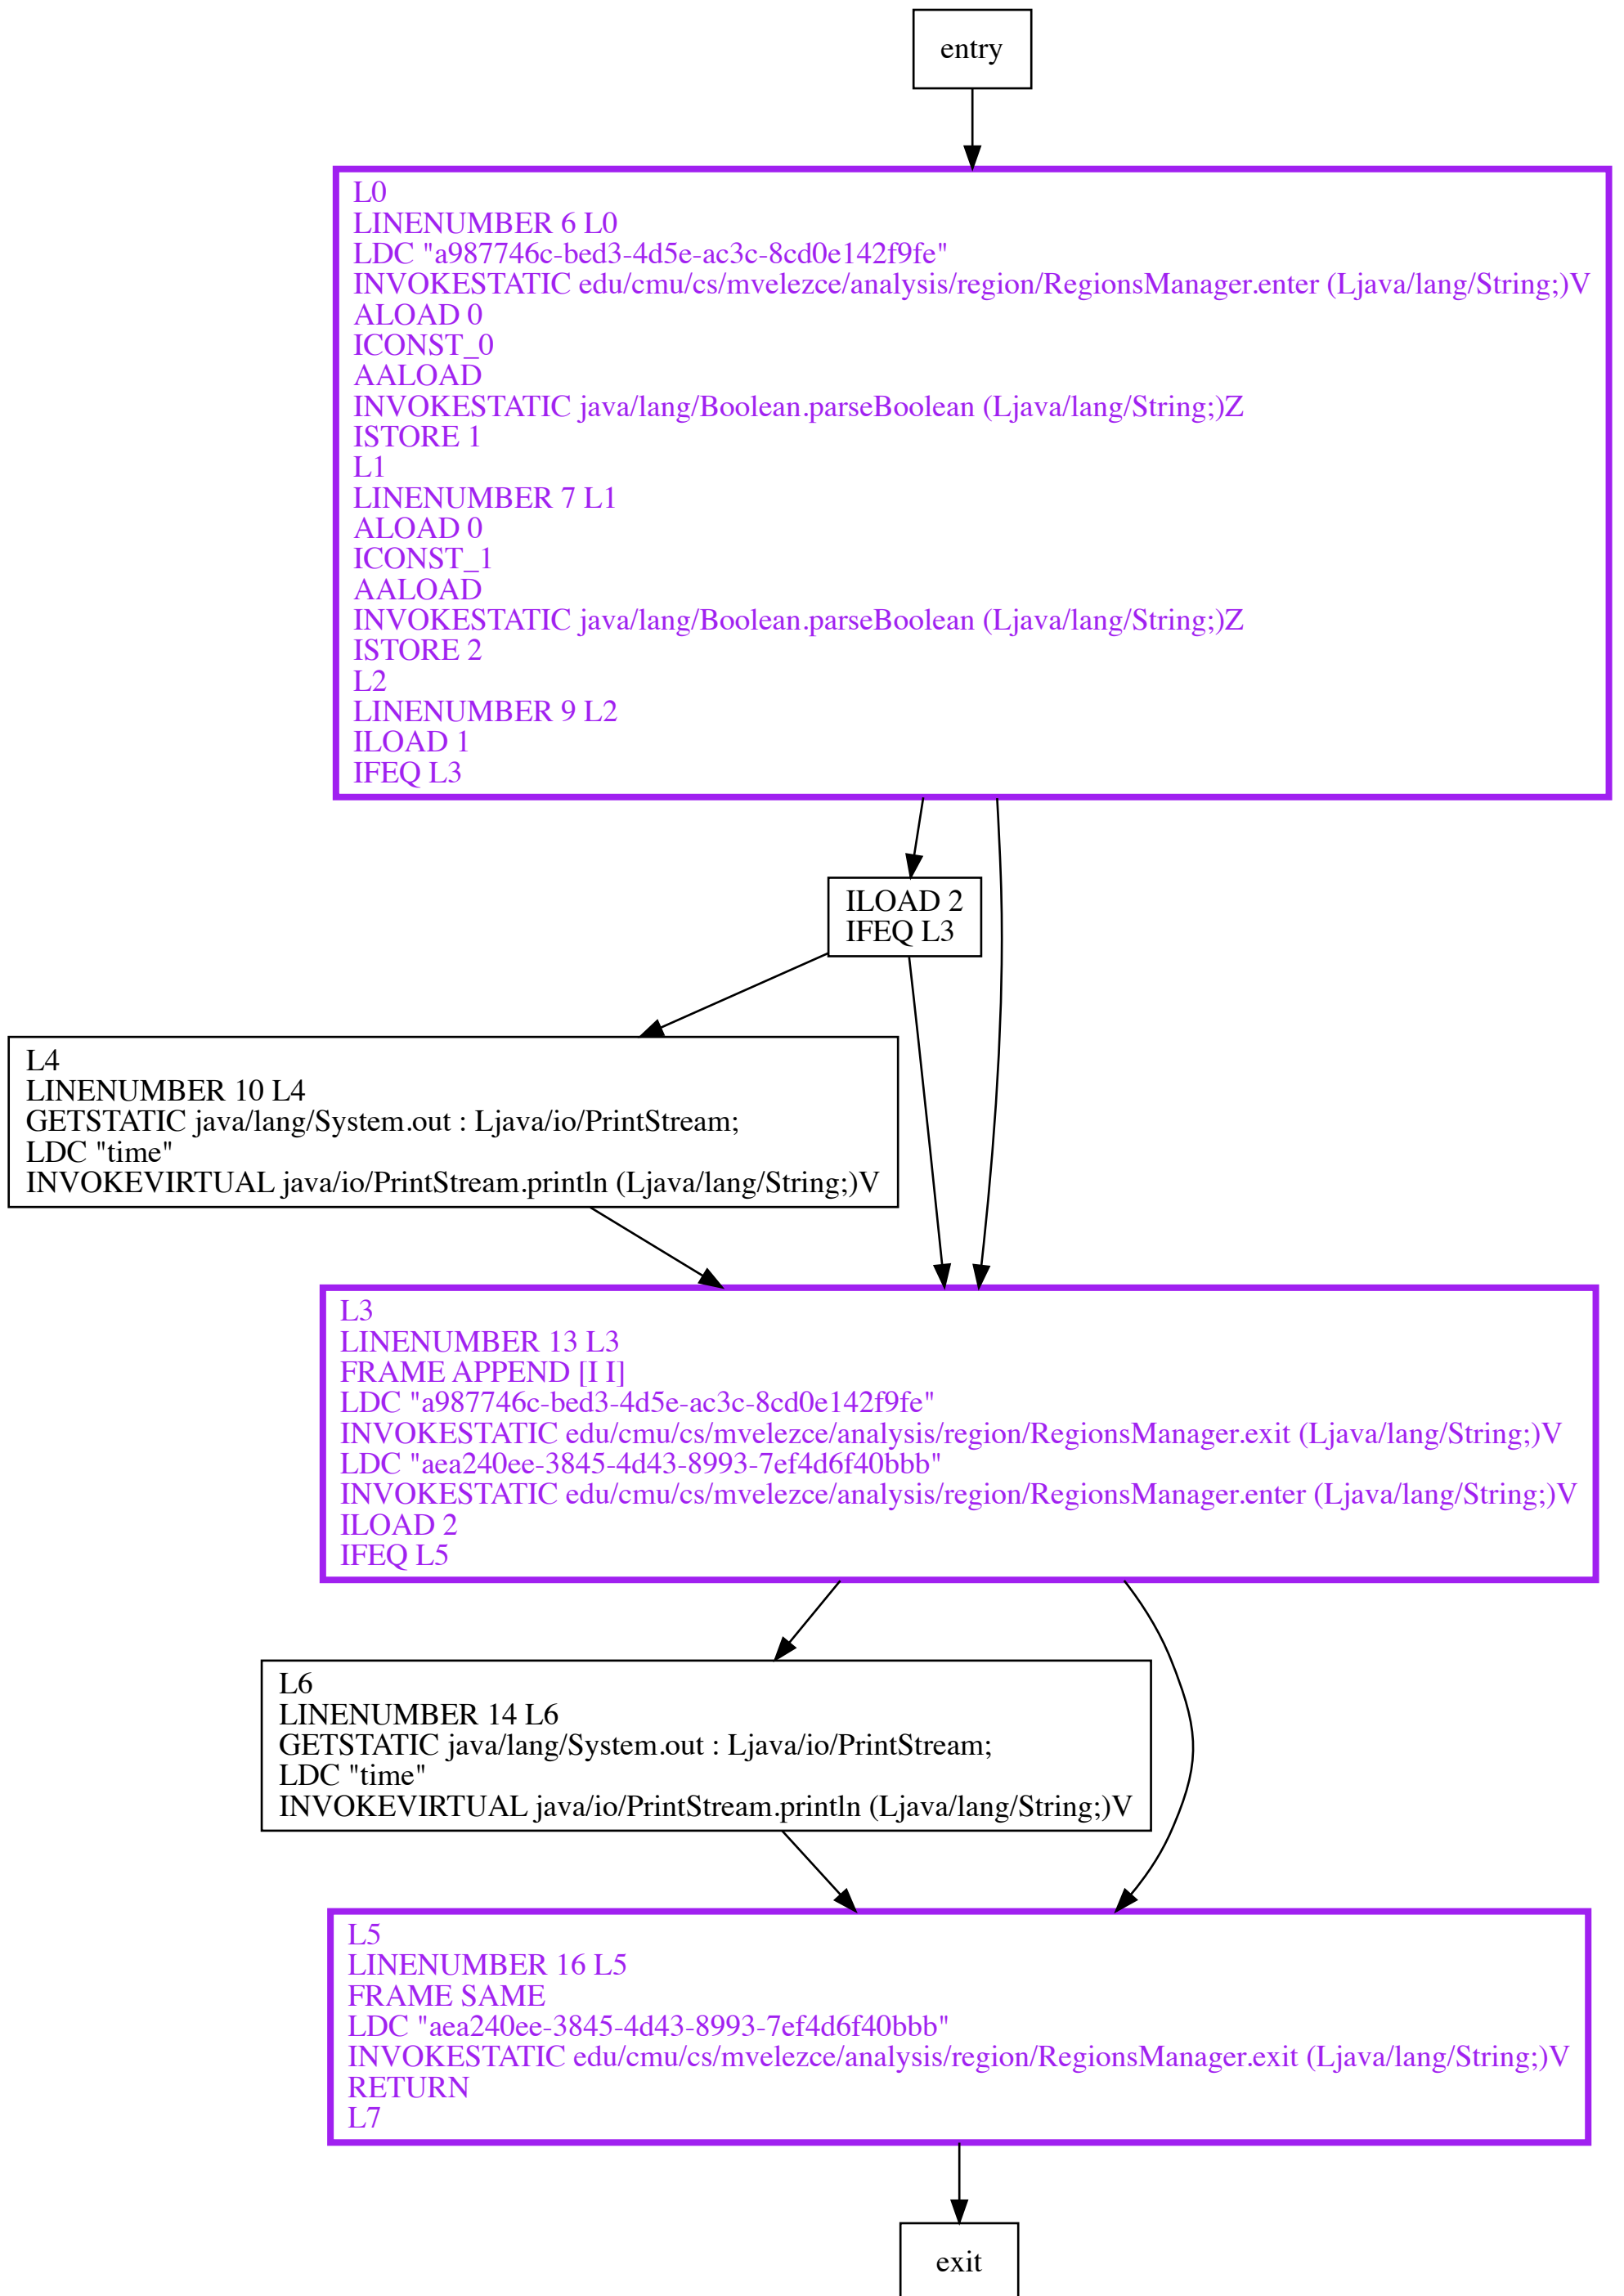 entry
L0
LINENUMBER 6 L0
LDC "a987746c-bed3-4d5e-ac3c-8cd0e142f9fe"
INVOKESTATIC edu/cmu/cs/mvelezce/analysis/region/RegionsManager.enter (Ljava/lang/String;)V
ALOAD 0
ICONST_0
AALOAD
INVOKESTATIC java/lang/Boolean.parseBoolean (Ljava/lang/String;)Z
ISTORE 1
L1
LINENUMBER 7 L1
ALOAD 0
ICONST_1
AALOAD
INVOKESTATIC java/lang/Boolean.parseBoolean (Ljava/lang/String;)Z
ISTORE 2
L2
LINENUMBER 9 L2
ILOAD 1
IFEQ L3
ILOAD 2
IFEQ L3
L4
LINENUMBER 10 L4
GETSTATIC java/lang/System.out : Ljava/io/PrintStream;
LDC "time"
INVOKEVIRTUAL java/io/PrintStream.println (Ljava/lang/String;)V
L3
LINENUMBER 13 L3
FRAME APPEND [I I]
LDC "a987746c-bed3-4d5e-ac3c-8cd0e142f9fe"
INVOKESTATIC edu/cmu/cs/mvelezce/analysis/region/RegionsManager.exit (Ljava/lang/String;)V
LDC "aea240ee-3845-4d43-8993-7ef4d6f40bbb"
INVOKESTATIC edu/cmu/cs/mvelezce/analysis/region/RegionsManager.enter (Ljava/lang/String;)V
ILOAD 2
IFEQ L5
L6
LINENUMBER 14 L6
GETSTATIC java/lang/System.out : Ljava/io/PrintStream;
LDC "time"
INVOKEVIRTUAL java/io/PrintStream.println (Ljava/lang/String;)V
L5
LINENUMBER 16 L5
FRAME SAME
LDC "aea240ee-3845-4d43-8993-7ef4d6f40bbb"
INVOKESTATIC edu/cmu/cs/mvelezce/analysis/region/RegionsManager.exit (Ljava/lang/String;)V
RETURN
L7
exit